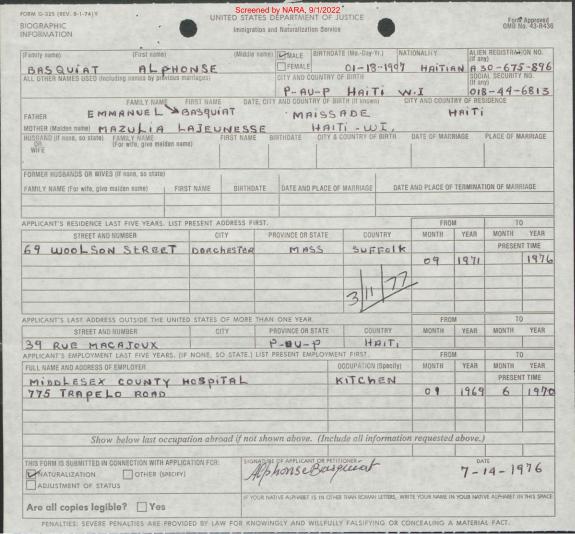 Screened by NARA, 9/1/2022
FORM G-325 (REV. 8-1-74)Y
UNITED STATES DEPARTMENT OF JUSTICE
Form Approved
OMB No. 43-R436
BIOGRAPHIC INFORMATION
Immigration and Naturalization Service
(Family name) (First name) (Middle name) MALE FEMALE BIRTHDATE (Mo.-Day-Yr.) NATIONALITY ALIEN REGISTRATION NO. (If any)
BASQUIAT ALPHONSE 01-18-1907 HAITIAN A30-675-896
ALL OTHER NAMES USED (Including names by previous marriages) CITY AND COUNTRY OF BIRTH SOCIAL SECURITY NO. (If any)
P-AU-P HAITI W.I 018-44-6813
FAMILY NAME FIRST NAME DATE, CITY AND COUNTRY OF BIRTH (If known) CITY AND COUNTRY OF RESIDENCE
FATHER EMMANUEL BASQUIAT MAISSADE HAITI
MOTHER (Maiden name) MAZULIA LAJEUNESSE HAITI-W.I.
HUSBAND (If none, so state) OR WIFE FAMILY NAME (For wife, give maiden name) FIRST NAME BIRTHDATE CITY & COUNTRY OF BIRTH DATE OF MARRIAGE PLACE OF MARRIAGE
FORMER HUSBANDS OR WIVES (If none, so state)
FAMILY NAME (For wife, give maiden name) FIRST NAME BIRTHDATE DATE AND PLACE OF MARRIAGE DATE AND PLACE OF TERMINATION OF MARRIAGE
APPLICANT'S RESIDENCE LAST FIVE YEARS. LIST PRESENT ADDRESS FIRST. FROM TO
STREET AND NUMBER CITY PROVINCE OR STATE COUNTRY MONTH YEAR MONTH YEAR
PRESENT TIME
69 WOOLSON STREET DORCHESTER MASS SUFFOLK 09 1971 1976
3/11/77
APPLICANT'S LAST ADDRESS OUTSIDE THE UNITED STATES OF MORE THAN ONE YEAR. FROM TO
STREET AND NUMBER CITY PROVINCE OR STATE COUNTRY MONTH YEAR MONTH YEAR
39 RUE MACAJOUX P-AU-P HAITI
APPLICANT'S EMPLOYMENT LAST FIVE YEARS. (IF NONE, SO STATE.) LIST PRESENT EMPLOYMENT FIRST. FROM TO
FULL NAME AND ADDRESS OF EMPLOYER OCCUPATION (Specify) MONTH YEAR MONTH YEAR
MIDDLESEX COUNTY HOSPITAL KITCHEN PRESENT TIME
775 TRAPELO ROAD 09 1969 6 1970
Show below last occupation abroad if not shown above. (Include all information requested above.)
THIS FORM IS SUBMITTED IN CONNECTION WITH APPLICATION FOR: SIGNATURE OF APPLICANT OR PETITIONER DATE
NATURALIZATION OTHER (SPECIFY) Alphonse Basquiat 7-14-1976
ADJUSTMENT OF STATUS
Are all copies legible? Yes
IF YOUR NATIVE ALPHABET IS IN OTHER THAN ROMAN LETTERS, WRITE YOUR NAME IN YOUR NATIVE ALPHABET IN THIS SPACE
PENALTIES: SEVERE PENALTIES ARE PROVIDED BY LAW FOR KNOWINGLY AND WILLFULLY FALSIFYING OR CONCEALING A MATERIAL FACT.